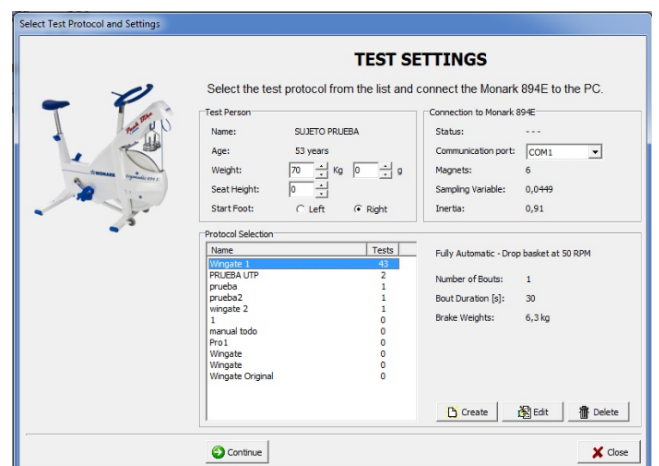 Select Test Protocol and Settings
TEST SETTINGS
Select the test protocol from the list and connect the Monark 894E to the PC.
Test Person
Name: SUJETO PRUEBA
Age: 53 years
Weight: 70 Kg 0 g
Seat Height: 0
Start Foot: Left Right
Connection to Monark 894E
Status: ---
Communication port: COM1
Magnets: 6
Sampling Variable: 0,0449
Inertia: 0,91
Protocol Selection
Name Tests
Wingate 1 43
PRUEBA UTP 2
prueba 1
prueba2 1
wingate 2 1
1 0
manual todo 0
Pro1 0
Wingate 0
Wingate 0
Wingate Original 0
Fully Automatic - Drop basket at 50 RPM
Number of Bouts: 1
Bout Duration [s]: 30
Brake Weights: 6,3 kg
Create Edit Delete
Continue Close
MONARK